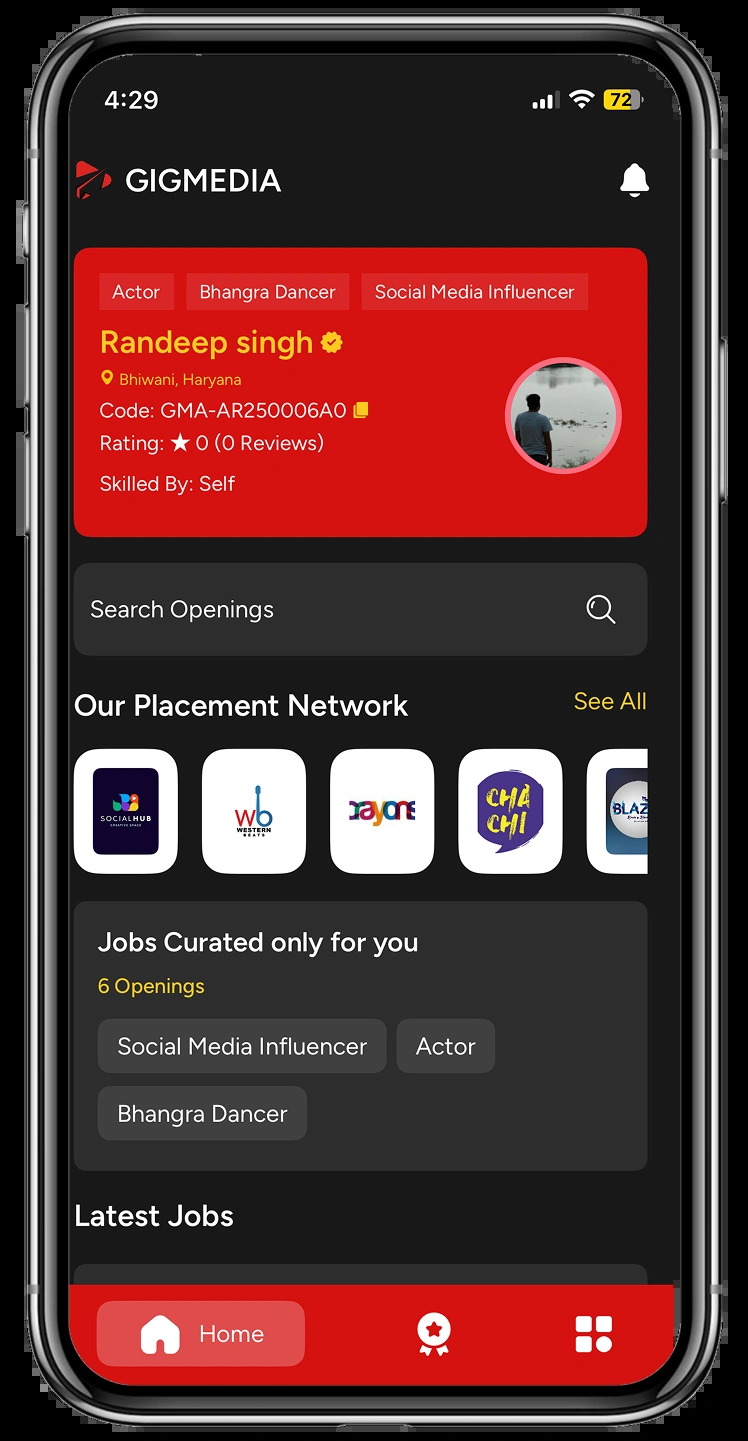 4:29
72
GIGMEDIA
Actor
Bhangra Dancer
Social Media Influencer
Randeep singh
Bhiwani, Haryana
Code: GMA-AR250006A0
Rating: ★ 0 (0 Reviews)
Skilled By: Self
Search Openings
Our Placement Network
See All
SOCIALHUB
CREATIVE SPACE
wb
WESTERN
BEATS
crayons
CHA
CHI
BLAZ
Jobs Curated only for you
6 Openings
Social Media Influencer
Actor
Bhangra Dancer
Latest Jobs
Home